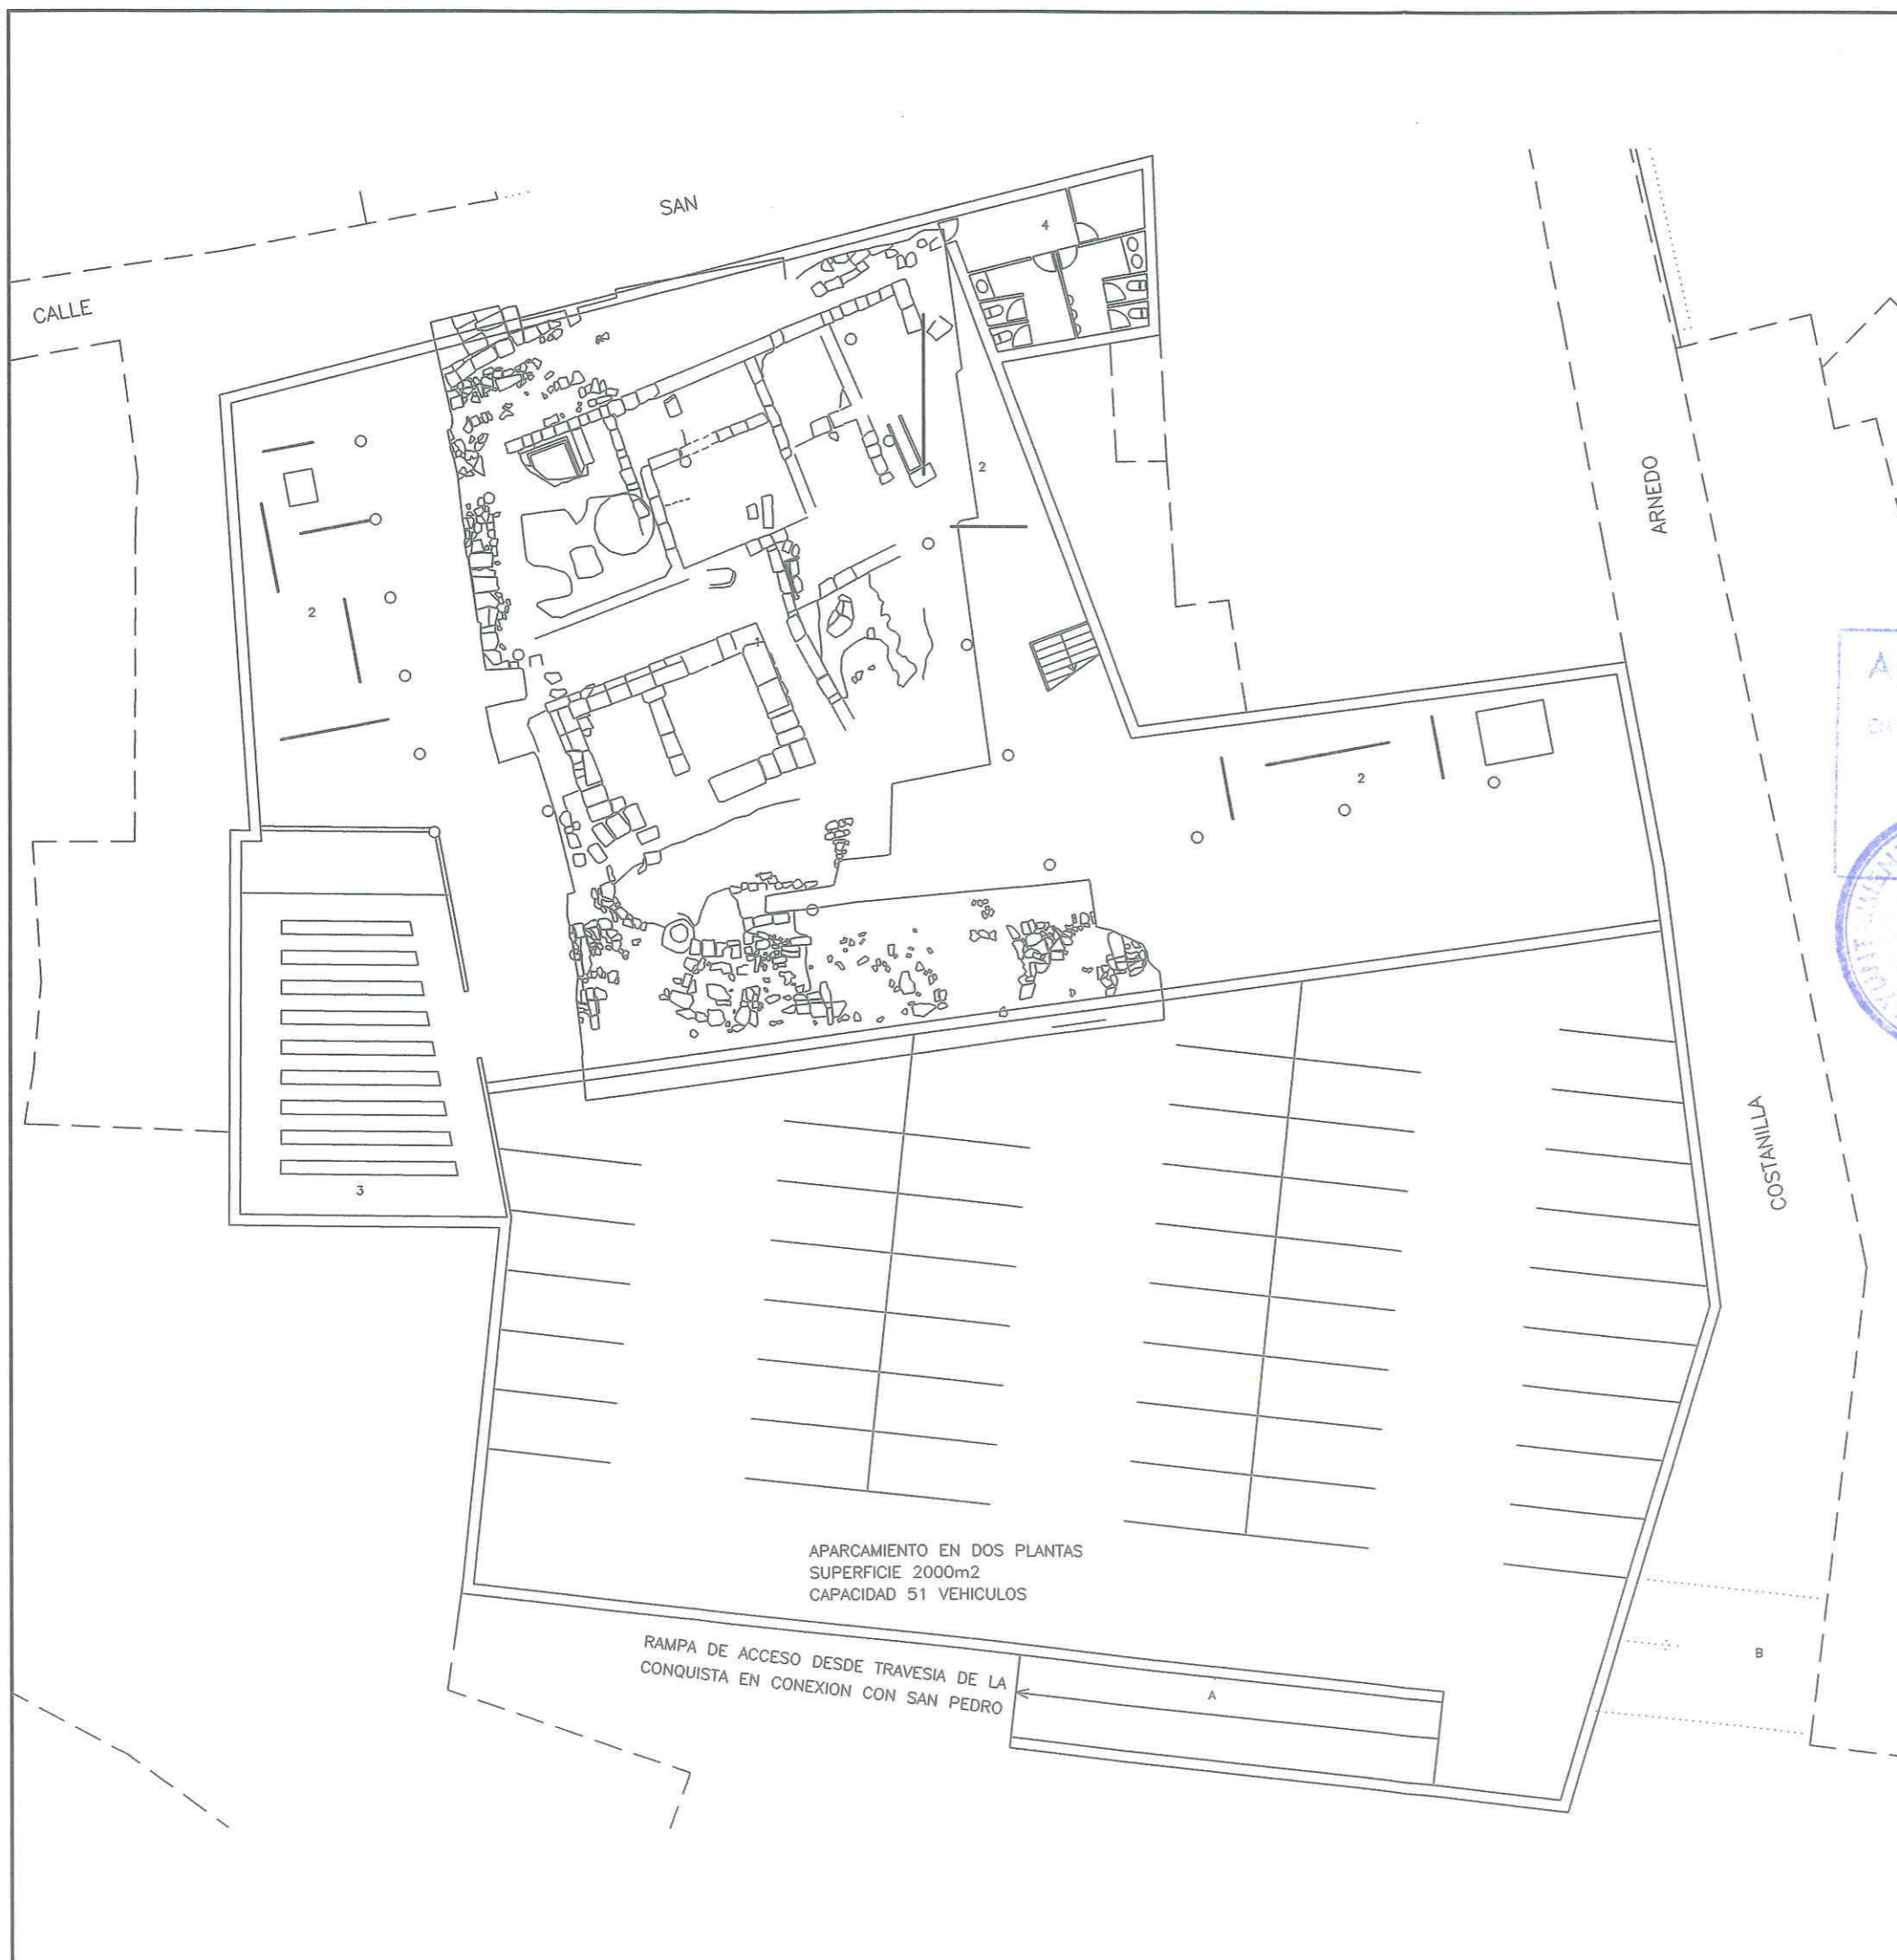 SAN
4
CALLE
2
ARNEDO
2
1
2
COSTANILLA
3
APARCAMIENTO EN DOS PLANTAS
SUPERFICIE 2000m2
CAPACIDAD 51 VEHICULOS
RAMPA DE ACCESO DESDE TRAVESIA DE LA
CONQUISTA EN CONEXION CON SAN PEDRO
A
B